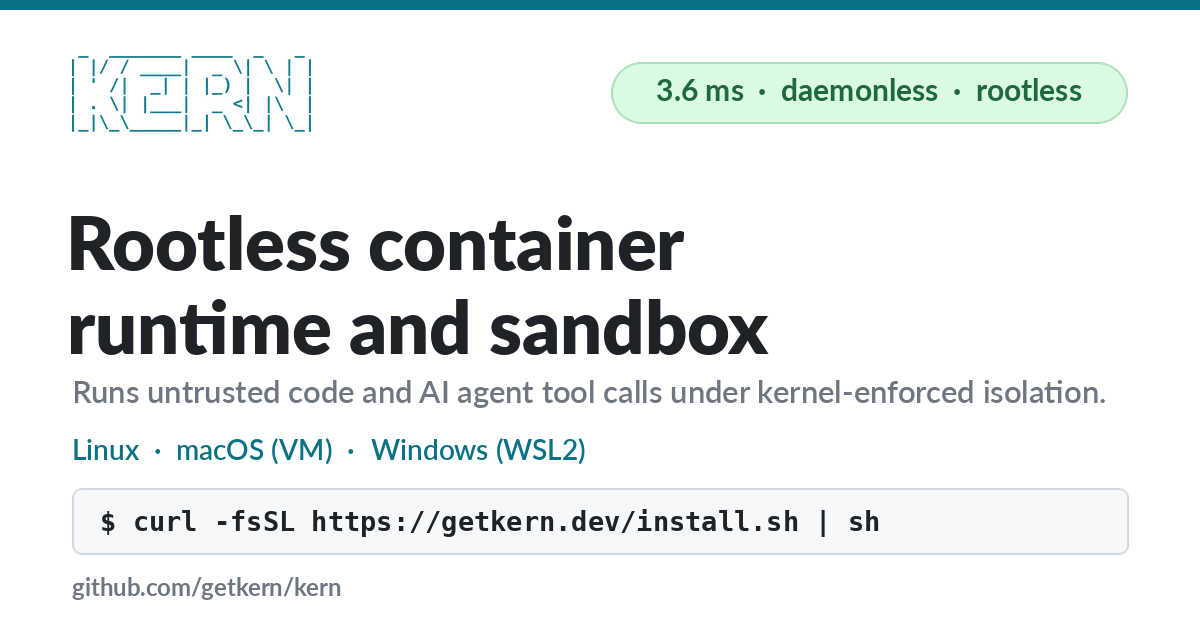 KERN
3.6 ms · daemonless · rootless
Rootless container
runtime and sandbox
Runs untrusted code and AI agent tool calls under kernel-enforced isolation.
Linux · macOS (VM) · Windows (WSL2)
$ curl -fsSL https://getkern.dev/install.sh | sh
github.com/getkern/kern